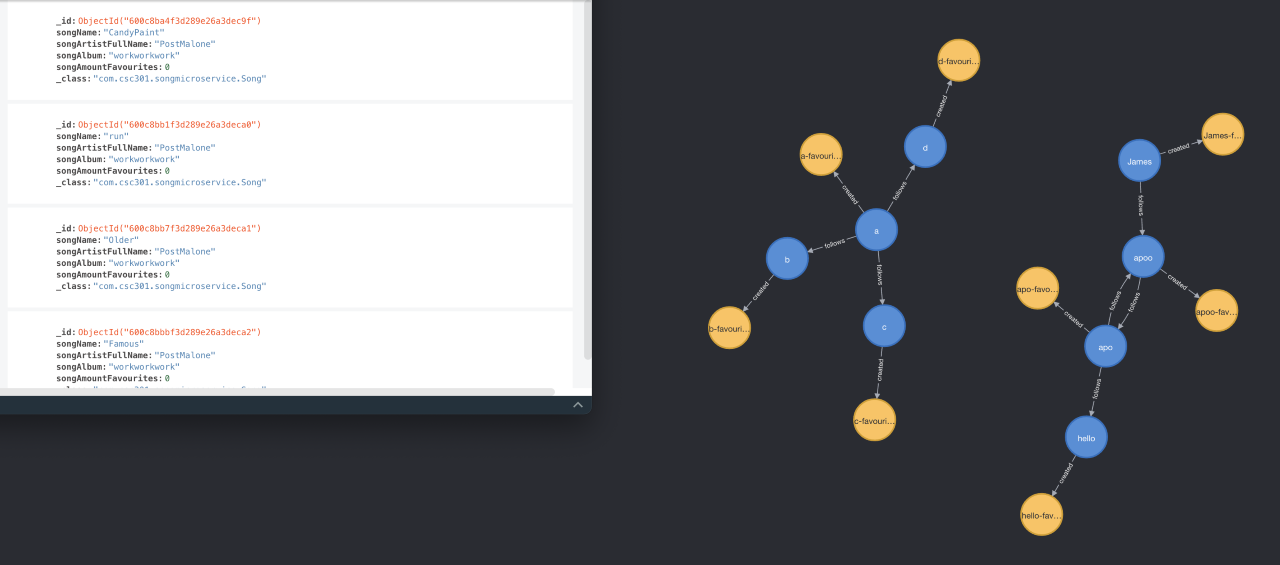 _id: ObjectId("600c8ba4f3d289e26a3dec9f")
songName: "CandyPaint"
songArtistFullName: "PostMalone"
songAlbum: "workworkwork"
songAmountFavourites: 0
_class: "com.csc301.songmicroservice.Song"
_id: ObjectId("600c8bb1f3d289e26a3deca0")
songName: "run"
songArtistFullName: "PostMalone"
songAlbum: "workworkwork"
songAmountFavourites: 0
_class: "com.csc301.songmicroservice.Song"
_id: ObjectId("600c8bb7f3d289e26a3deca1")
songName: "Older"
songArtistFullName: "PostMalone"
songAlbum: "workworkwork"
songAmountFavourites: 0
_class: "com.csc301.songmicroservice.Song"
_id: ObjectId("600c8bbbf3d289e26a3deca2")
songName: "Famous"
songArtistFullName: "PostMalone"
songAlbum: "workworkwork"
songAmountFavourites: 0
d-favouri...
created
d
a-favouri...
created
follows
a
follows
b
created
b-favouri...
follows
c
created
c-favouri...
James-f...
created
James
follows
apoo
created
apoo-fav...
apo-favo...
created
follows
follows
apo
follows
hello
created
hello-fav...